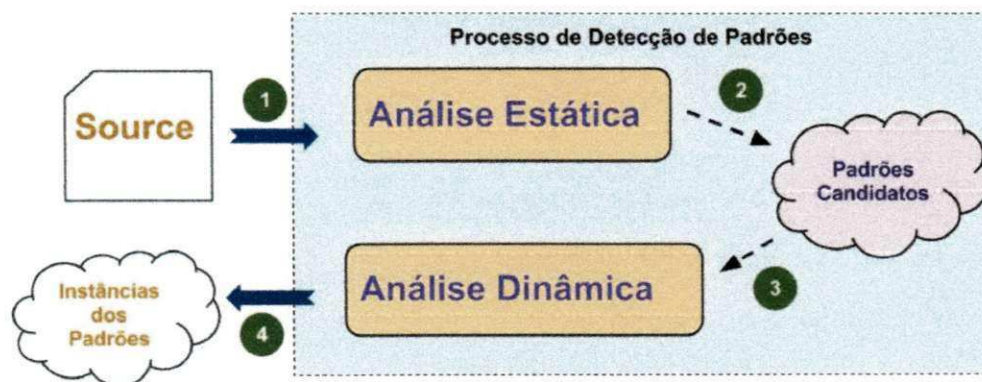 Processo de Detecção de Padrões
Source
1
Análise Estática
2
Padrões
Candidatos
3
Análise Dinâmica
4
Instâncias
dos
Padrões